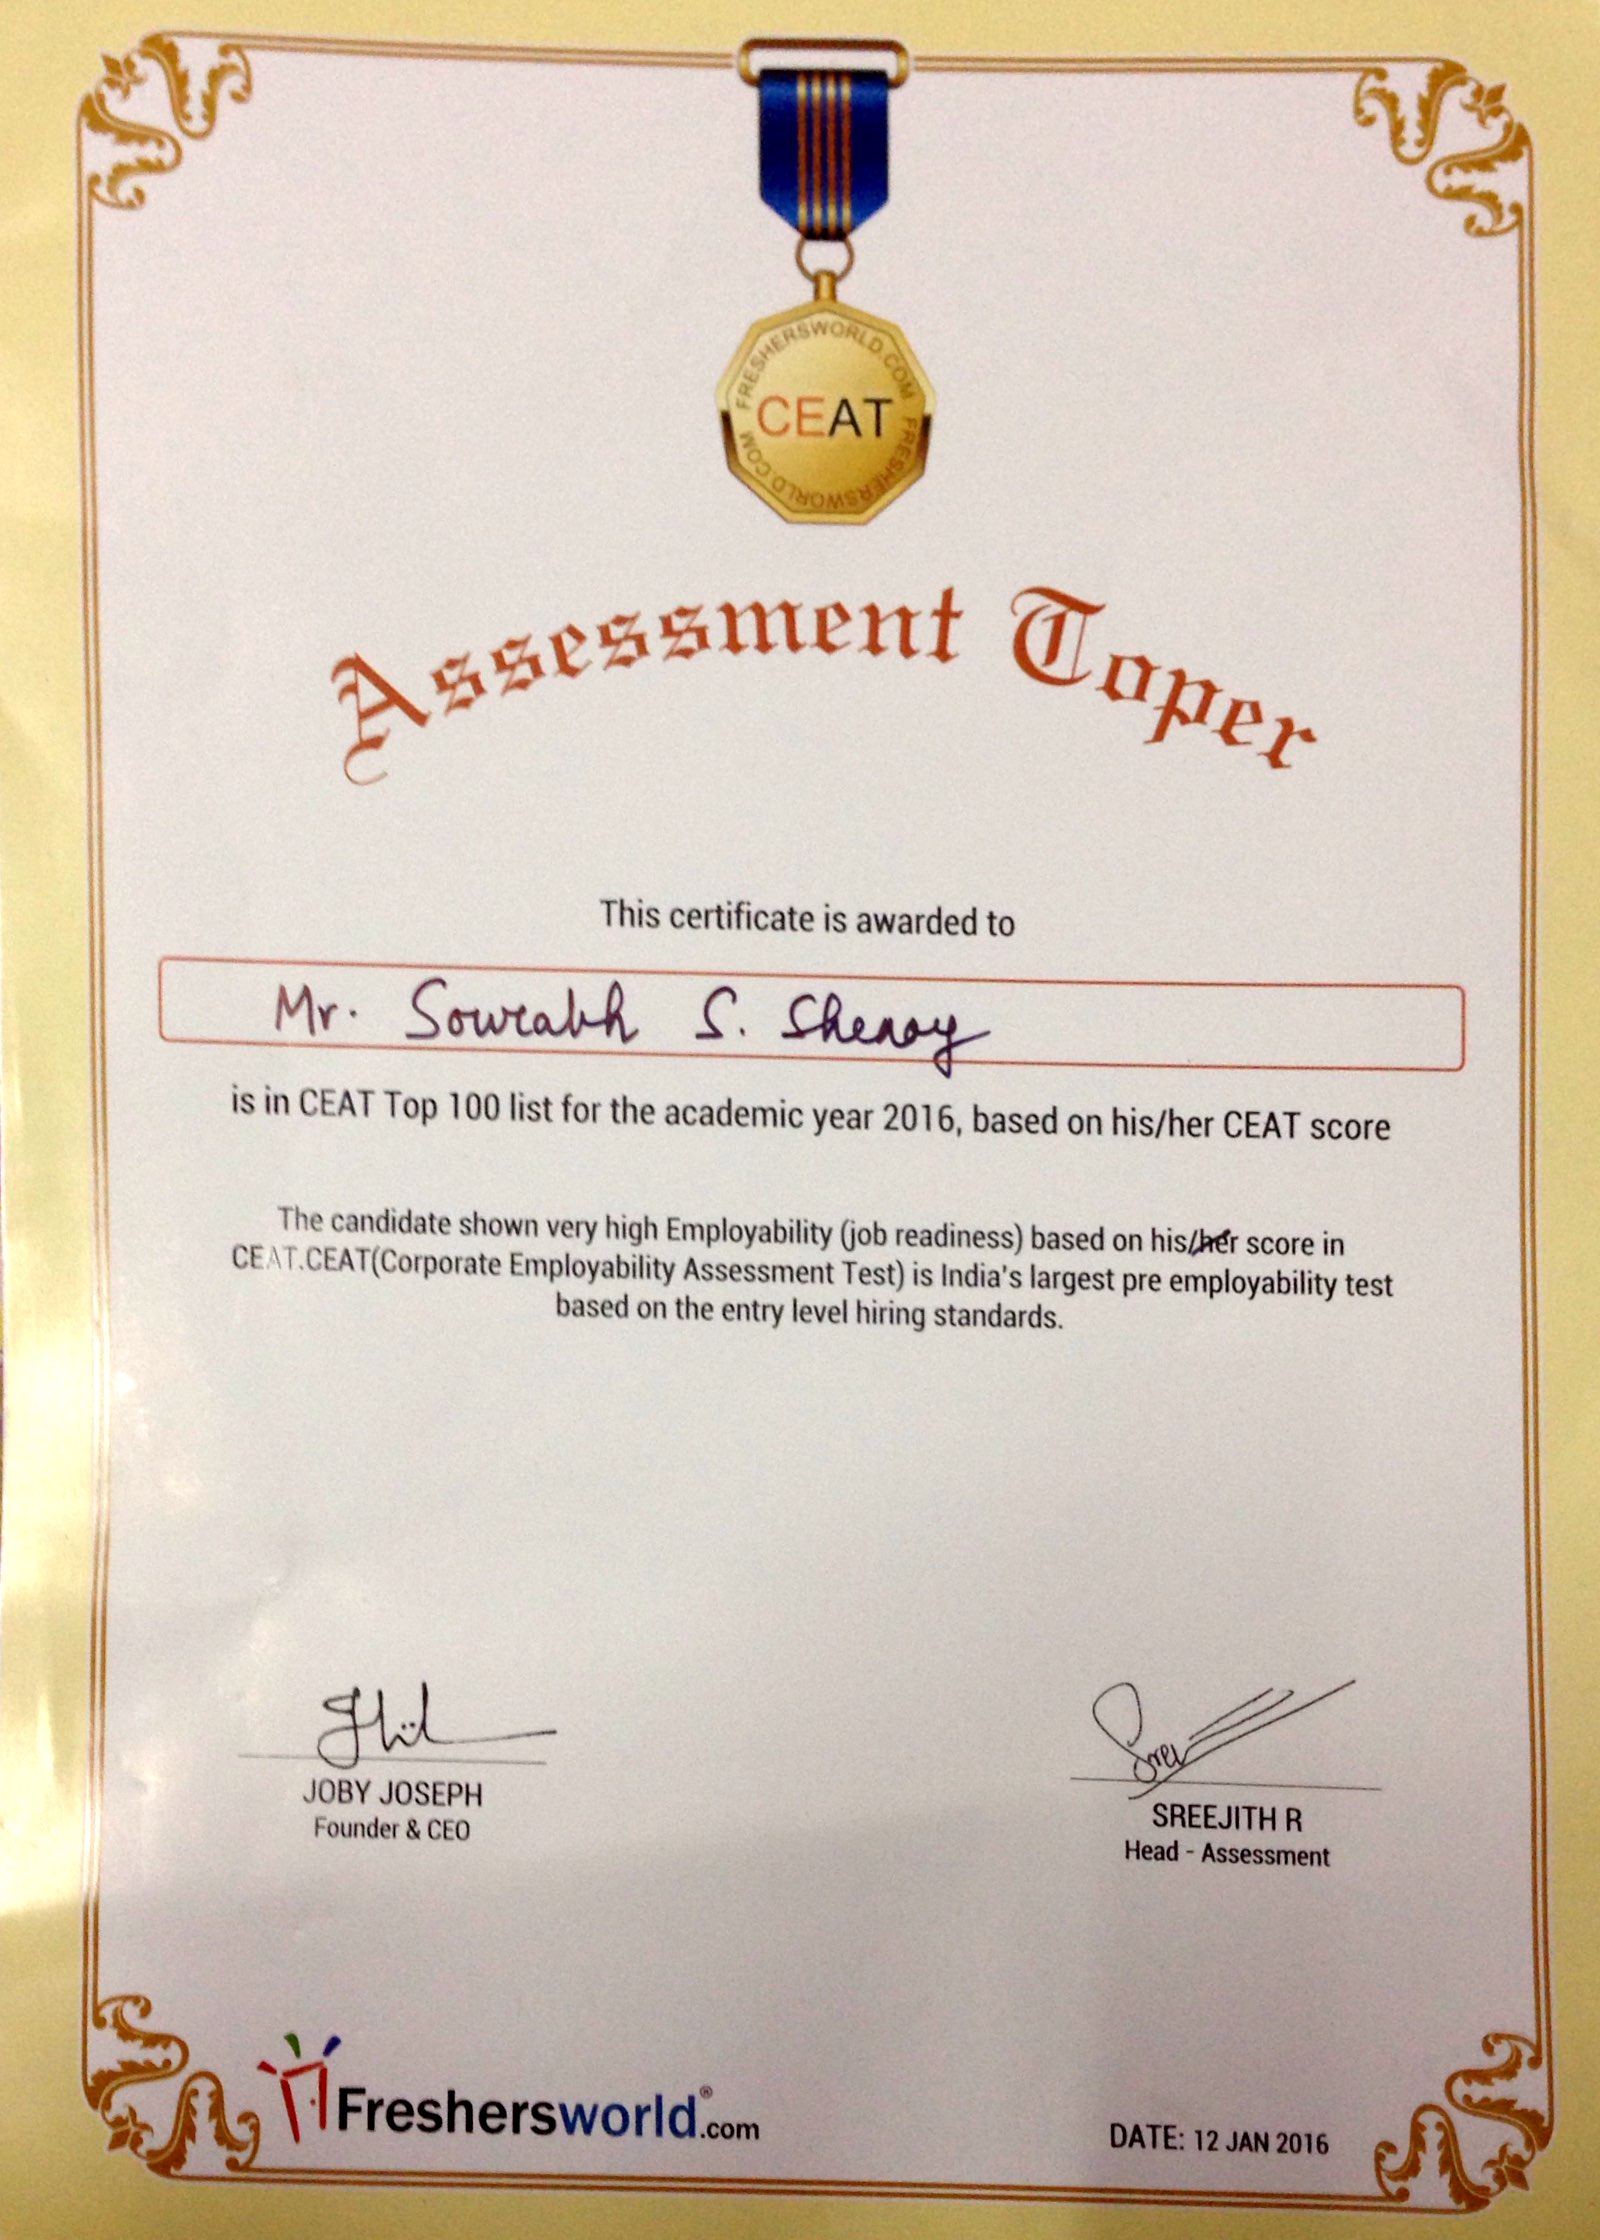 FRESHERSWORLD.COM FRESHERSWORLD.COM
CEAT
Assessment Toper
This certificate is awarded to
Mr. Sourabh S. Shenoy
is in CEAT Top 100 list for the academic year 2016, based on his/her CEAT score
The candidate shown very high Employability (job readiness) based on his/her score in
CEAT.CEAT(Corporate Employability Assessment Test) is India's largest pre employability test
based on the entry level hiring standards.
JOBY JOSEPH
Founder & CEO
SREEJITH R
Head - Assessment
Freshersworld®.com
DATE: 12 JAN 2016